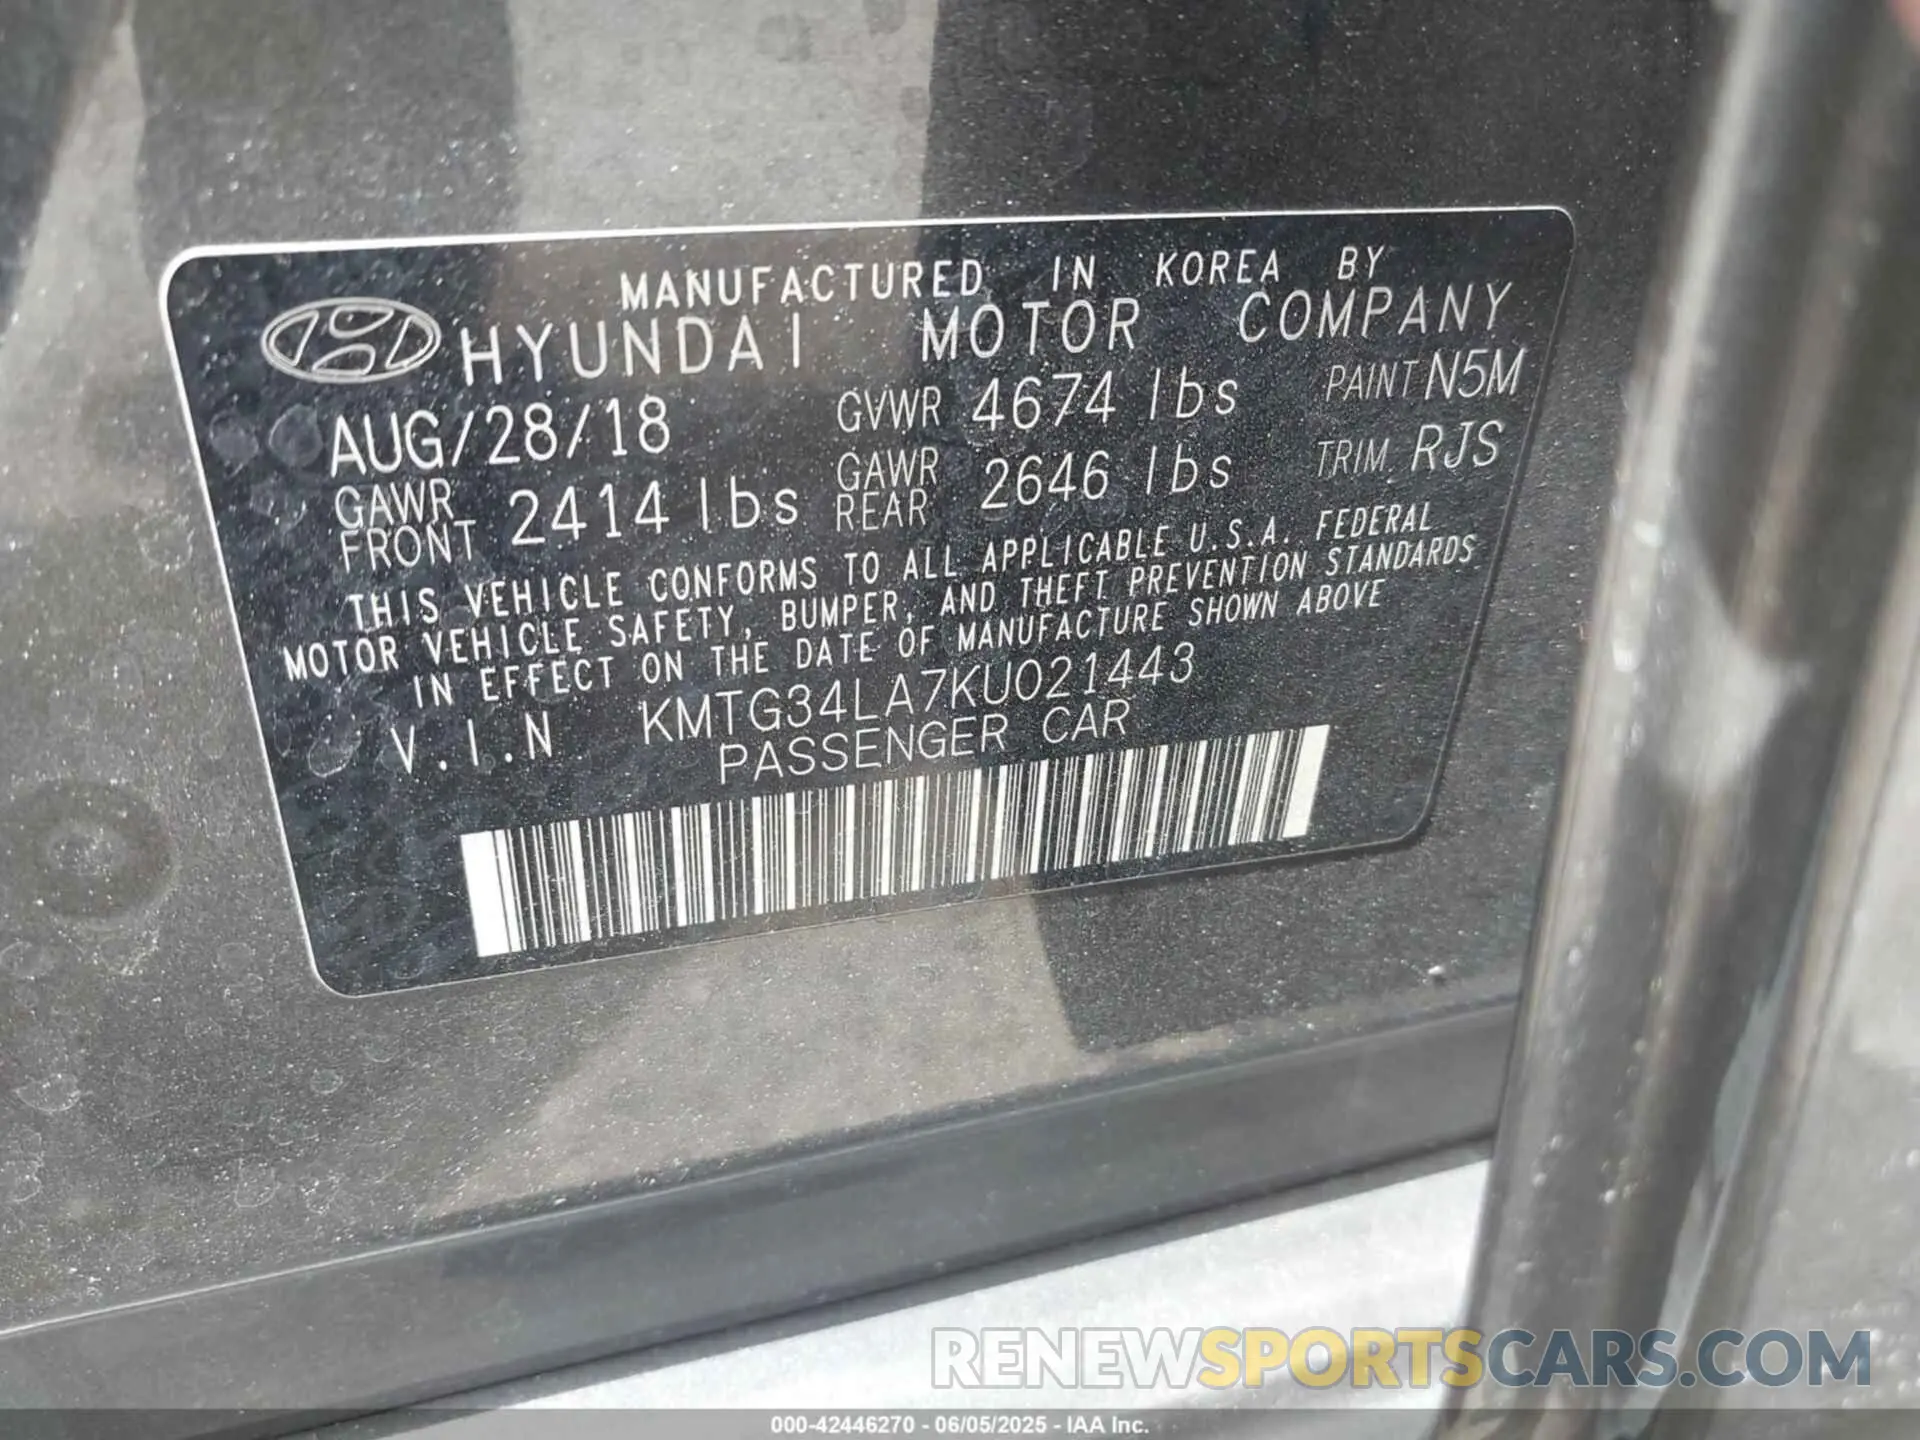 MANUFACTURED IN KOREA BY
HYUNDAI MOTOR COMPANY
AUG/28/18 GVWR 4674 lbs PAINT N5M
GAWR FRONT 2414 lbs GAWR REAR 2646 lbs TRIM RJS
THIS VEHICLE CONFORMS TO ALL APPLICABLE U.S.A. FEDERAL
MOTOR VEHICLE SAFETY, BUMPER, AND THEFT PREVENTION STANDARDS
IN EFFECT ON THE DATE OF MANUFACTURE SHOWN ABOVE
V.I.N KMTG34LA7KU021443
PASSENGER CAR
RENEWSPORTSCARS.COM
000-42446270 - 06/05/2025 - IAA Inc.